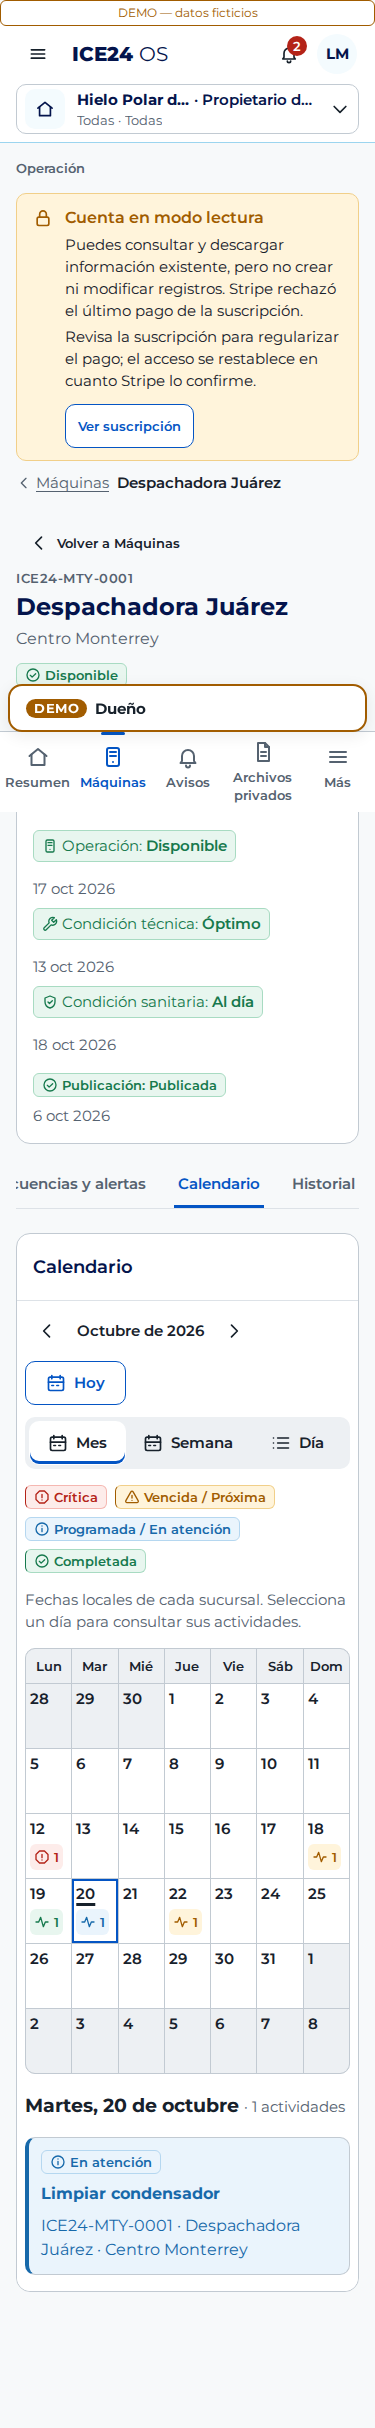 DEMO — datos ficticios
ICE24 OS
2
LM
Hielo Polar d... · Propietario d...
Todas · Todas
Operación
Cuenta en modo lectura
Puedes consultar y descargar
información existente, pero no crear
ni modificar registros. Stripe rechazó
el último pago de la suscripción.
Revisa la suscripción para regularizar
el pago; el acceso se restablece en
cuanto Stripe lo confirme.
Ver suscripción
Máquinas Despachadora Juárez
Volver a Máquinas
ICE24-MTY-0001
Despachadora Juárez
Centro Monterrey
Disponible
DEMO Dueño
Resumen
Máquinas
Avisos
Archivos
privados
Más
Operación: Disponible
17 oct 2026
Condición técnica: Óptimo
13 oct 2026
Condición sanitaria: Al día
18 oct 2026
Publicación: Publicada
6 oct 2026
cuencias y alertas Calendario Historial
Calendario
Octubre de 2026
Hoy
Mes Semana Día
Crítica Vencida / Próxima
Programada / En atención
Completada
Fechas locales de cada sucursal. Selecciona
un día para consultar sus actividades.
Lun Mar Mié Jue Vie Sáb Dom
28 29 30 1 2 3 4
5 6 7 8 9 10 11
12 13 14 15 16 17 18
1 1
19 20 21 22 23 24 25
1 1 1
26 27 28 29 30 31 1
2 3 4 5 6 7 8
Martes, 20 de octubre · 1 actividades
En atención
Limpiar condensador
ICE24-MTY-0001 · Despachadora
Juárez · Centro Monterrey